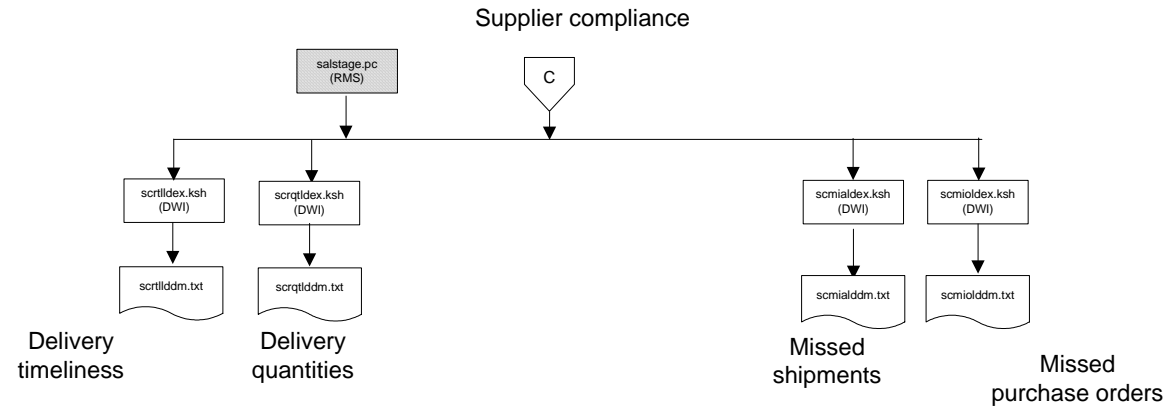 Supplier compliance
salstage.pc
(RMS)
C
scrtlldex.ksh
(DWI)
scrqtldex.ksh
(DWI)
scmialdex.ksh
(DWI)
scmioldex.ksh
(DWI)
scrtllddm.txt
scrqtlddm.txt
scmialddm.txt
scmiolddm.txt
Delivery
timeliness
Delivery
quantities
Missed
shipments
Missed
purchase orders